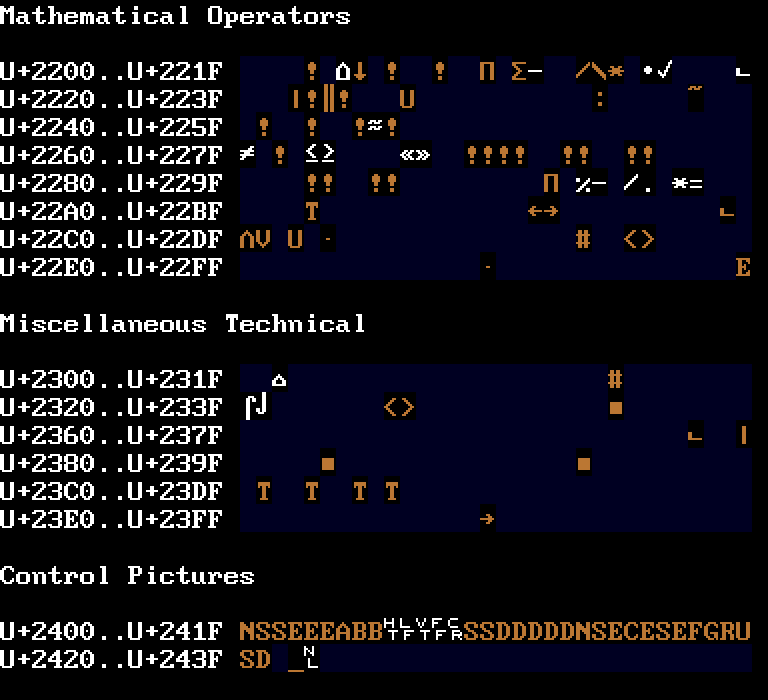 Mathematical Operators
U+2200..U+221F ! ⌂↓ ! ! Π Σ− /\* •√ ∟
U+2220..U+223F |!‖! U : ~
U+2240..U+225F ! ! !≈!
U+2260..U+227F ≠ ! ≤≥ «» !!!! !! !!
U+2280..U+229F !! !! Π ⁒− /. *=
U+22A0..U+22BF T ←→ ∟
U+22C0..U+22DF ∩V U · # <>
U+22E0..U+22FF · E
Miscellaneous Technical
U+2300..U+231F ⌂ #
U+2320..U+233F ⌠⌡ <> ■
U+2360..U+237F ∟ |
U+2380..U+239F ■ ■
U+23C0..U+23DF T T T T
U+23E0..U+23FF →
Control Pictures
U+2400..U+241F NSSEEEABB␉␊␋␌␍SSDDDDDNSECESEFGRU
U+2420..U+243F SD _␤